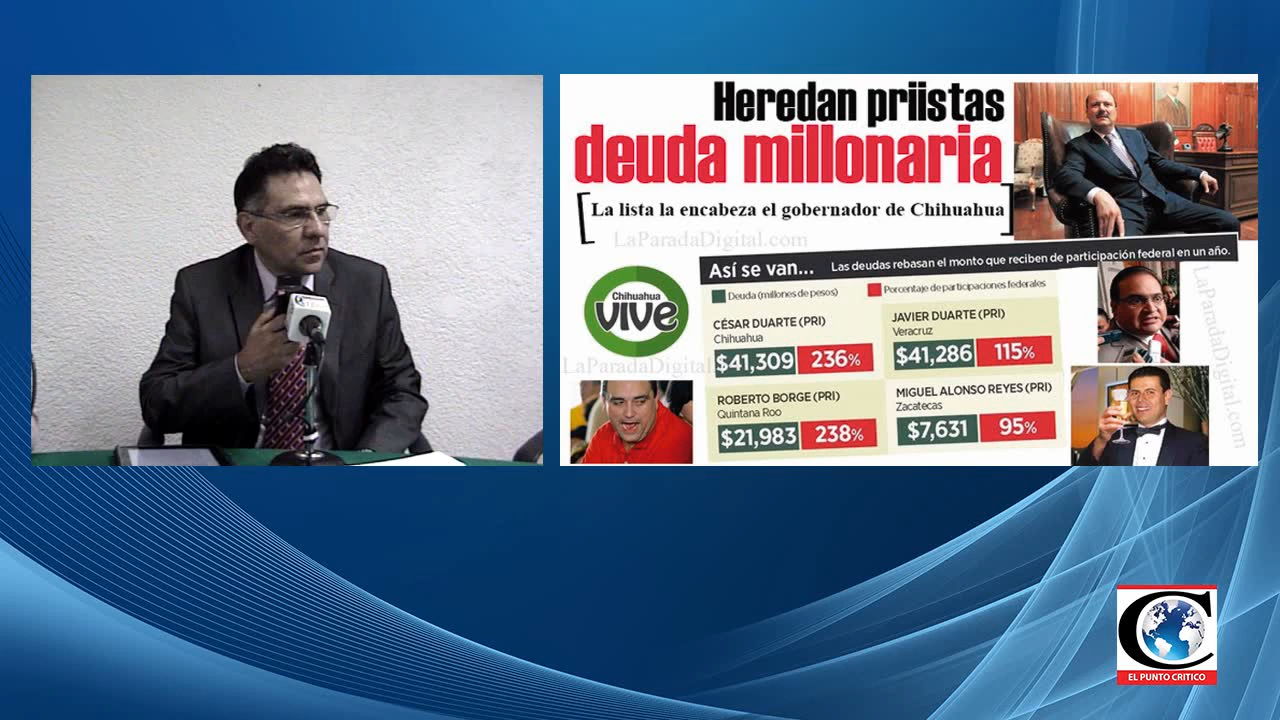 Heredan priistas
deuda millonaria
[La lista la encabeza el gobernador de Chihuahua]
LaParadaDigital.com
Así se van... Las deudas rebasan el monto que reciben de participación federal en un año.
Deuda (millones de pesos) Porcentaje de participaciones federales
Chihuahua
VIVE
CÉSAR DUARTE (PRI)
Chihuahua
$41,309 236%
JAVIER DUARTE (PRI)
Veracruz
$41,286 115%
ROBERTO BORGE (PRI)
Quintana Roo
$21,983 238%
MIGUEL ALONSO REYES (PRI)
Zacatecas
$7,631 95%
LaParadaDigital
LaParadaDigital.com
C
EL PUNTO CRITICO